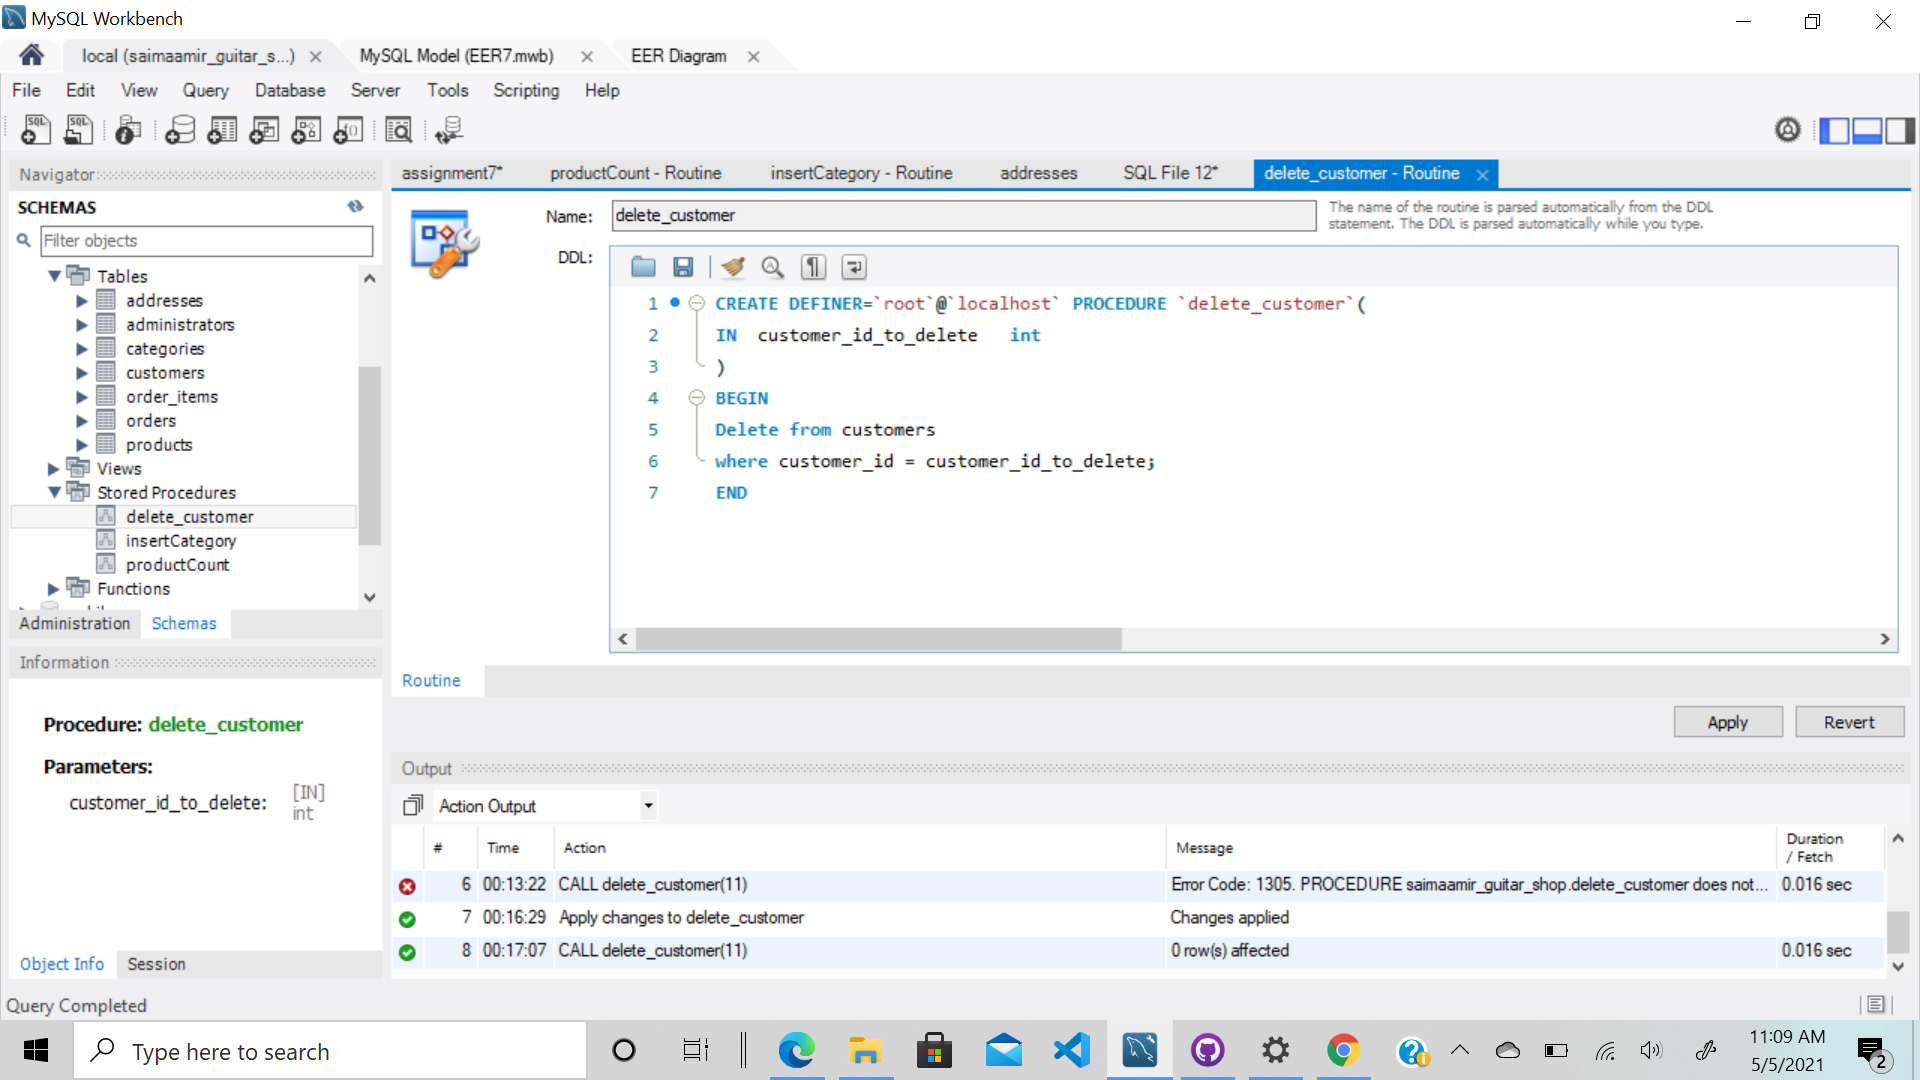 MySQL Workbench
local (saimaamir_guitar_s...)
MySQL Model (EER7.mwb)
EER Diagram
File Edit View Query Database Server Tools Scripting Help
Navigator
SCHEMAS
Filter objects
Tables
addresses
administrators
categories
customers
order_items
orders
products
Views
Stored Procedures
delete_customer
insertCategory
productCount
Functions
Administration Schemas
Information
Procedure: delete_customer
Parameters:
customer_id_to_delete: [IN]
int
Object Info Session
assignment7* productCount - Routine insertCategory - Routine addresses SQL File 12* delete_customer - Routine
Name: delete_customer
The name of the routine is parsed automatically from the DDL
statement. The DDL is parsed automatically while you type.
DDL:
1 CREATE DEFINER=`root`@`localhost` PROCEDURE `delete_customer`(
2 IN customer_id_to_delete int
3 )
4 BEGIN
5 Delete from customers
6 where customer_id = customer_id_to_delete;
7 END
Routine
Apply Revert
Output
Action Output
# Time Action Message Duration / Fetch
6 00:13:22 CALL delete_customer(11) Error Code: 1305. PROCEDURE saimaamir_guitar_shop.delete_customer does not... 0.016 sec
7 00:16:29 Apply changes to delete_customer Changes applied
8 00:17:07 CALL delete_customer(11) 0 row(s) affected 0.016 sec
Query Completed
Type here to search
11:09 AM
5/5/2021
2